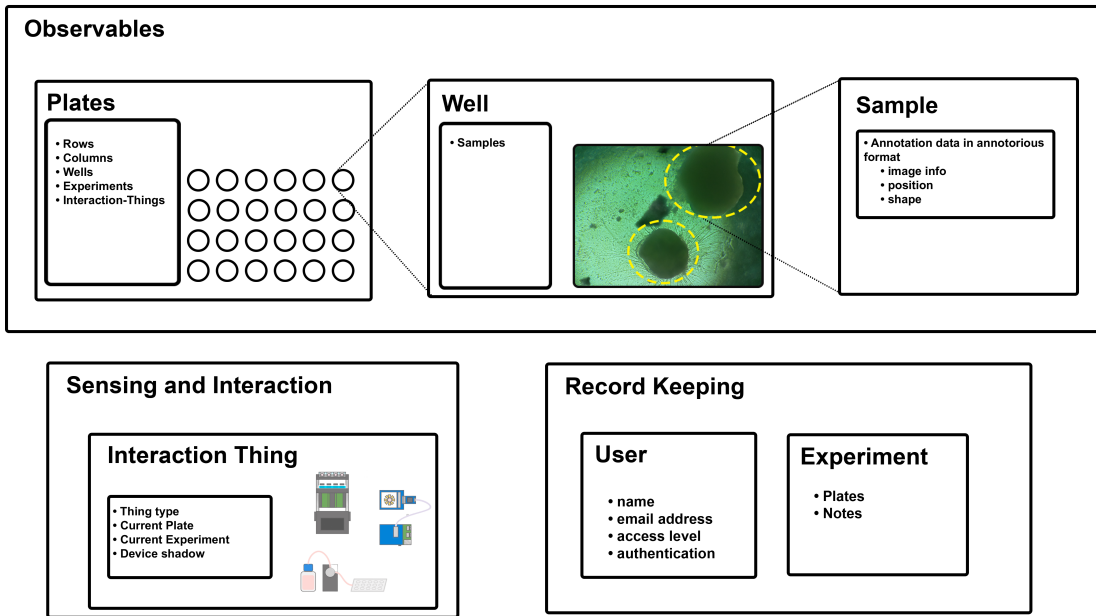 Observables
Plates
• Rows
• Columns
• Wells
• Experiments
• Interaction-Things
Well
• Samples
Sample
• Annotation data in annotorious
format
• image info
• position
• shape
Sensing and Interaction
Interaction Thing
• Thing type
• Current Plate
• Current Experiment
• Device shadow
Record Keeping
User
• name
• email address
• access level
• authentication
Experiment
• Plates
• Notes